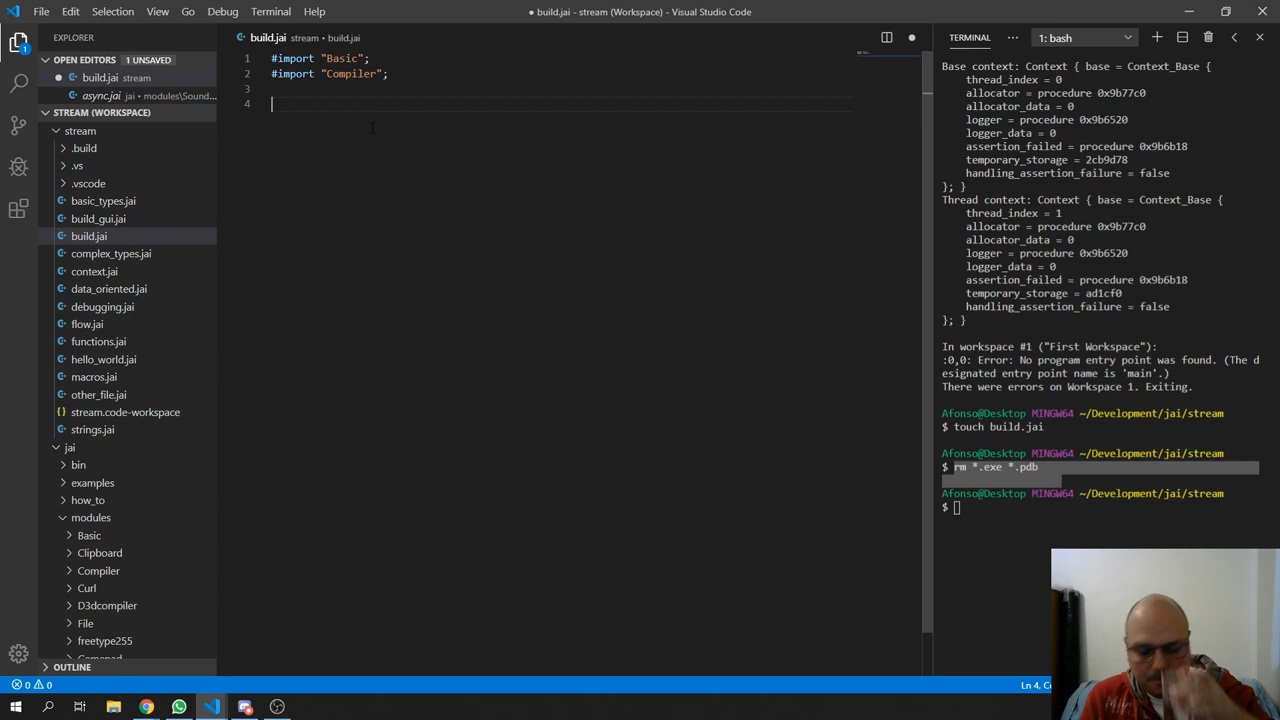 File Edit Selection View Go Debug Terminal Help
● build.jai - stream (Workspace) - Visual Studio Code
EXPLORER
OPEN EDITORS 1 UNSAVED
build.jai stream
async.jai jai • modules\Sound...
STREAM (WORKSPACE)
stream
.build
.vs
.vscode
basic_types.jai
build_gui.jai
build.jai
complex_types.jai
context.jai
data_oriented.jai
debugging.jai
flow.jai
functions.jai
hello_world.jai
macros.jai
other_file.jai
stream.code-workspace
strings.jai
jai
bin
examples
how_to
modules
Basic
Clipboard
Compiler
Curl
D3dcompiler
File
freetype255
OUTLINE
build.jai stream • build.jai
1 #import "Basic";
2 #import "Compiler";
3
4
TERMINAL ... 1: bash
Base context: Context { base = Context_Base {
thread_index = 0
allocator = procedure 0x9b77c0
allocator_data = 0
logger = procedure 0x9b6520
logger_data = 0
assertion_failed = procedure 0x9b6b18
temporary_storage = 2cb9d78
handling_assertion_failure = false
}; }
Thread context: Context { base = Context_Base {
thread_index = 1
allocator = procedure 0x9b77c0
allocator_data = 0
logger = procedure 0x9b6520
logger_data = 0
assertion_failed = procedure 0x9b6b18
temporary_storage = ad1cf0
handling_assertion_failure = false
}; }
In workspace #1 ("First Workspace"):
:0,0: Error: No program entry point was found. (The d
esignated entry point name is 'main'.)
There were errors on Workspace 1. Exiting.
Afonso@Desktop MINGW64 ~/Development/jai/stream
$ touch build.jai
Afonso@Desktop MINGW64 ~/Development/jai/stream
$ rm *.exe *.pdb
Afonso@Desktop MINGW64 ~/Development/jai/stream
$
0 0
Ln 4,